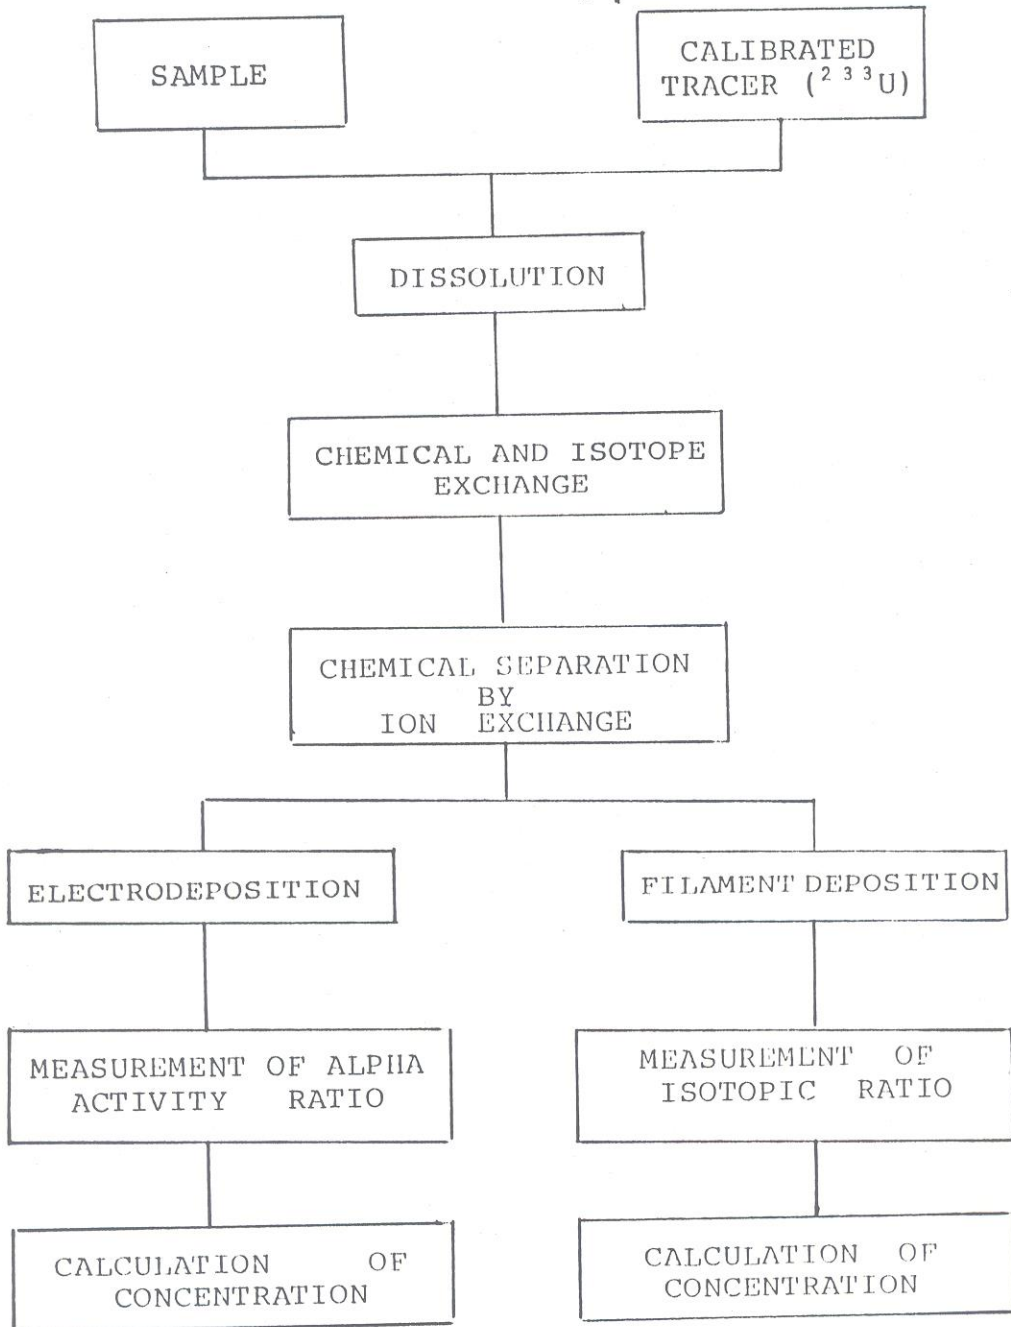 SAMPLE
CALIBRATED
TRACER (²³³U)
DISSOLUTION
CHEMICAL AND ISOTOPE
EXCHANGE
CHEMICAL SEPARATION
BY
ION EXCHANGE
ELECTRODEPOSITION
FILAMENT DEPOSITION
MEASUREMENT OF ALPHA
ACTIVITY RATIO
MEASUREMENT OF
ISOTOPIC RATIO
CALCULATION OF
CONCENTRATION
CALCULATION OF
CONCENTRATION